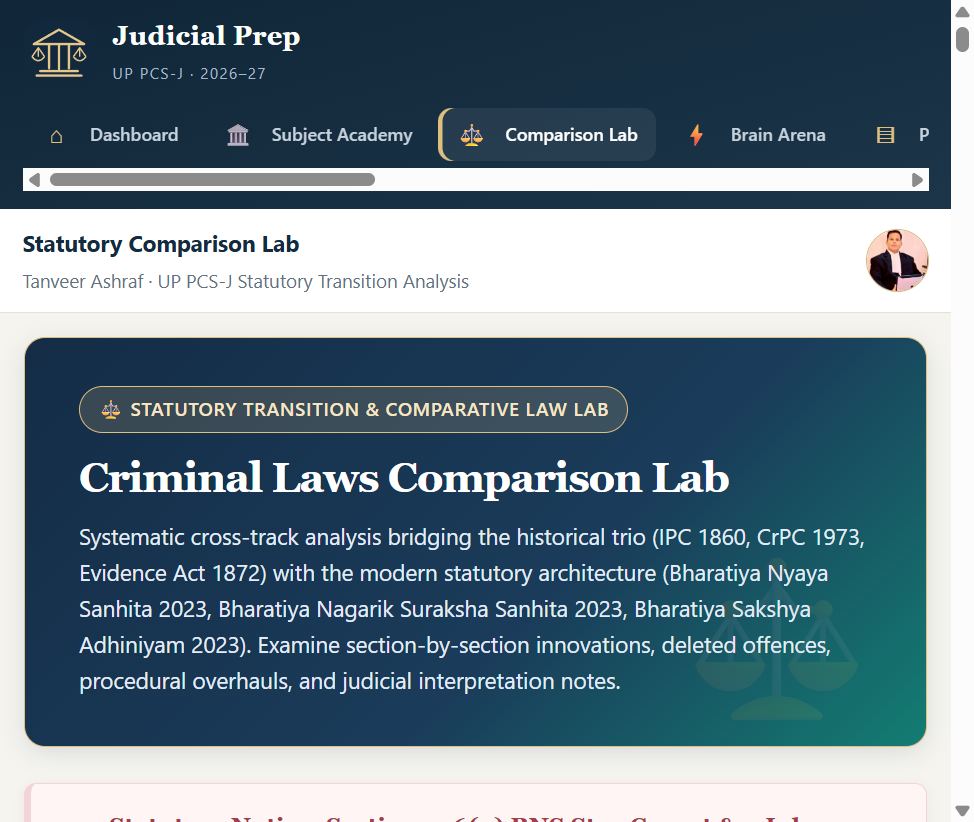 Judicial Prep
UP PCS-J · 2026–27
Dashboard
Subject Academy
Comparison Lab
Brain Arena
P
Statutory Comparison Lab
Tanveer Ashraf · UP PCS-J Statutory Transition Analysis
STATUTORY TRANSITION & COMPARATIVE LAW LAB
Criminal Laws Comparison Lab
Systematic cross-track analysis bridging the historical trio (IPC 1860, CrPC 1973,
Evidence Act 1872) with the modern statutory architecture (Bharatiya Nyaya
Sanhita 2023, Bharatiya Nagarik Suraksha Sanhita 2023, Bharatiya Sakshya
Adhiniyam 2023). Examine section-by-section innovations, deleted offences,
procedural overhauls, and judicial interpretation notes.